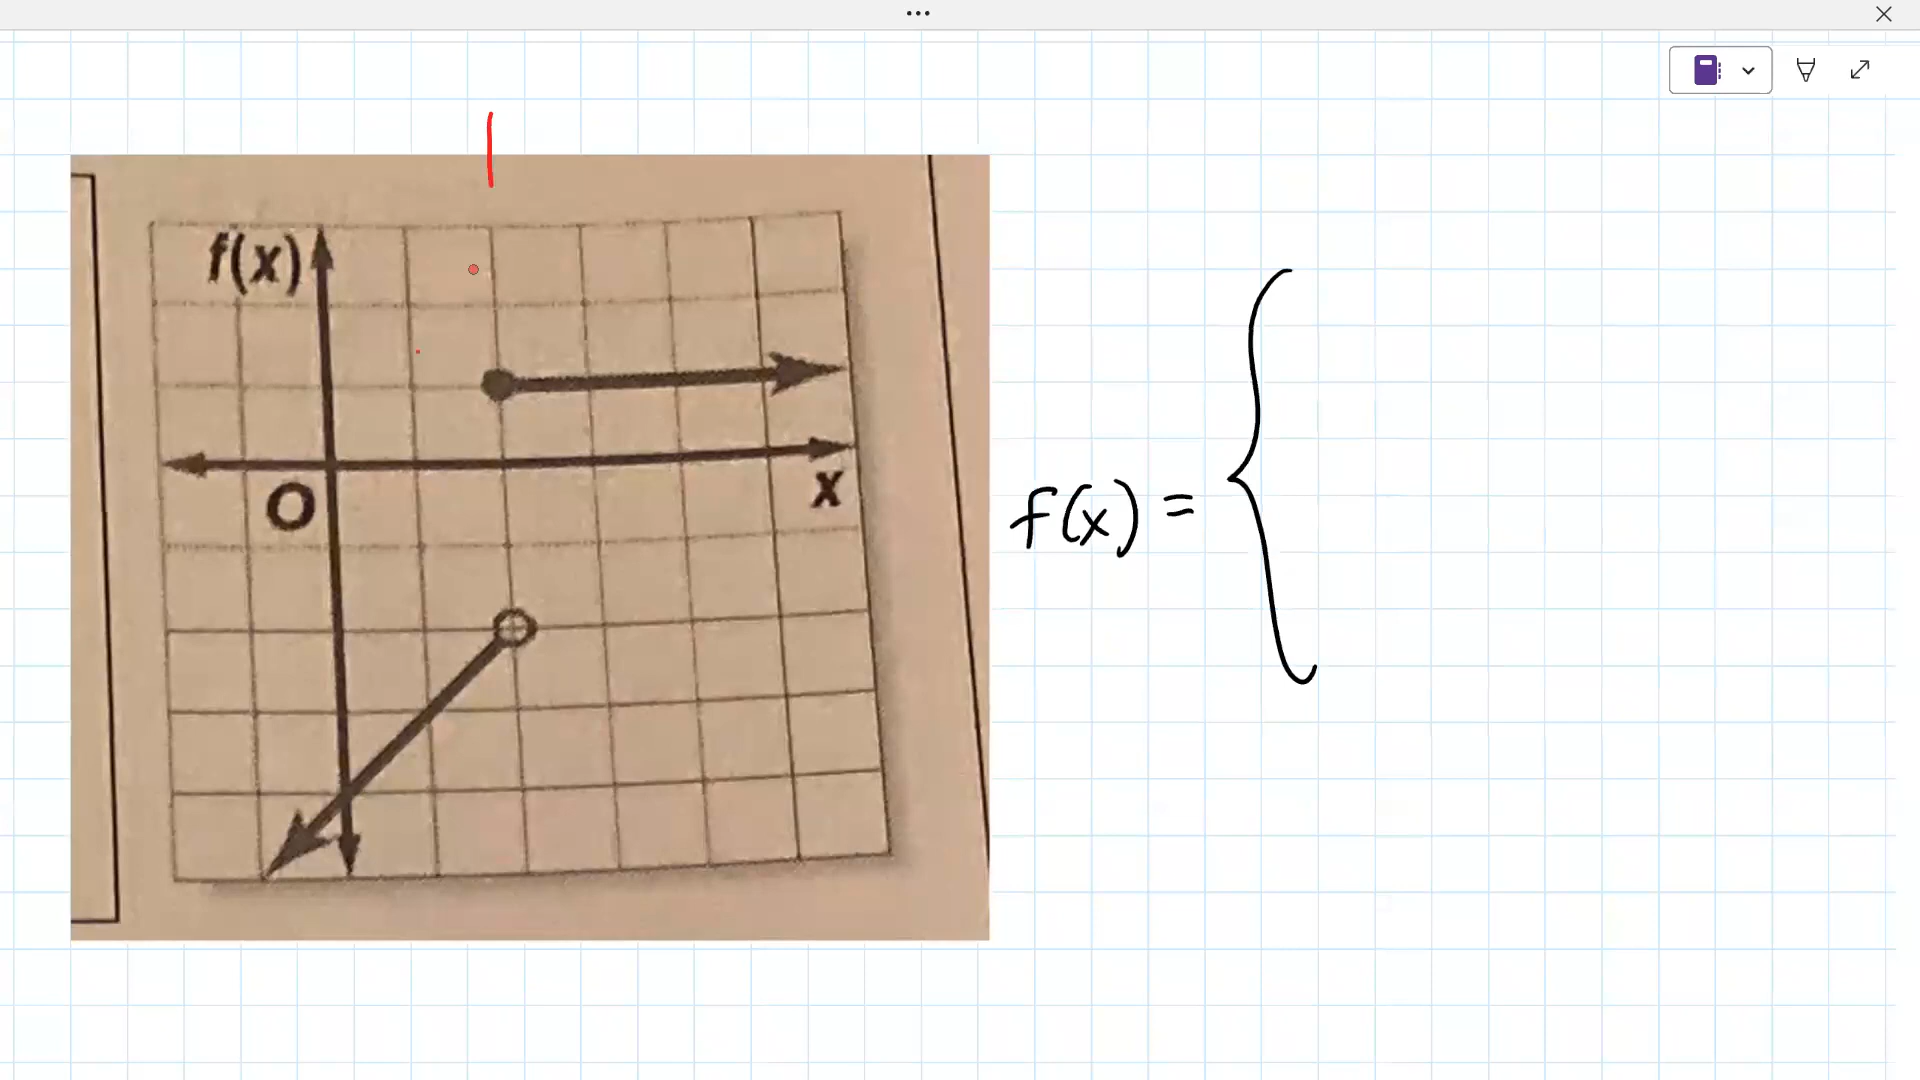 f(x)
O
x
f(x) =